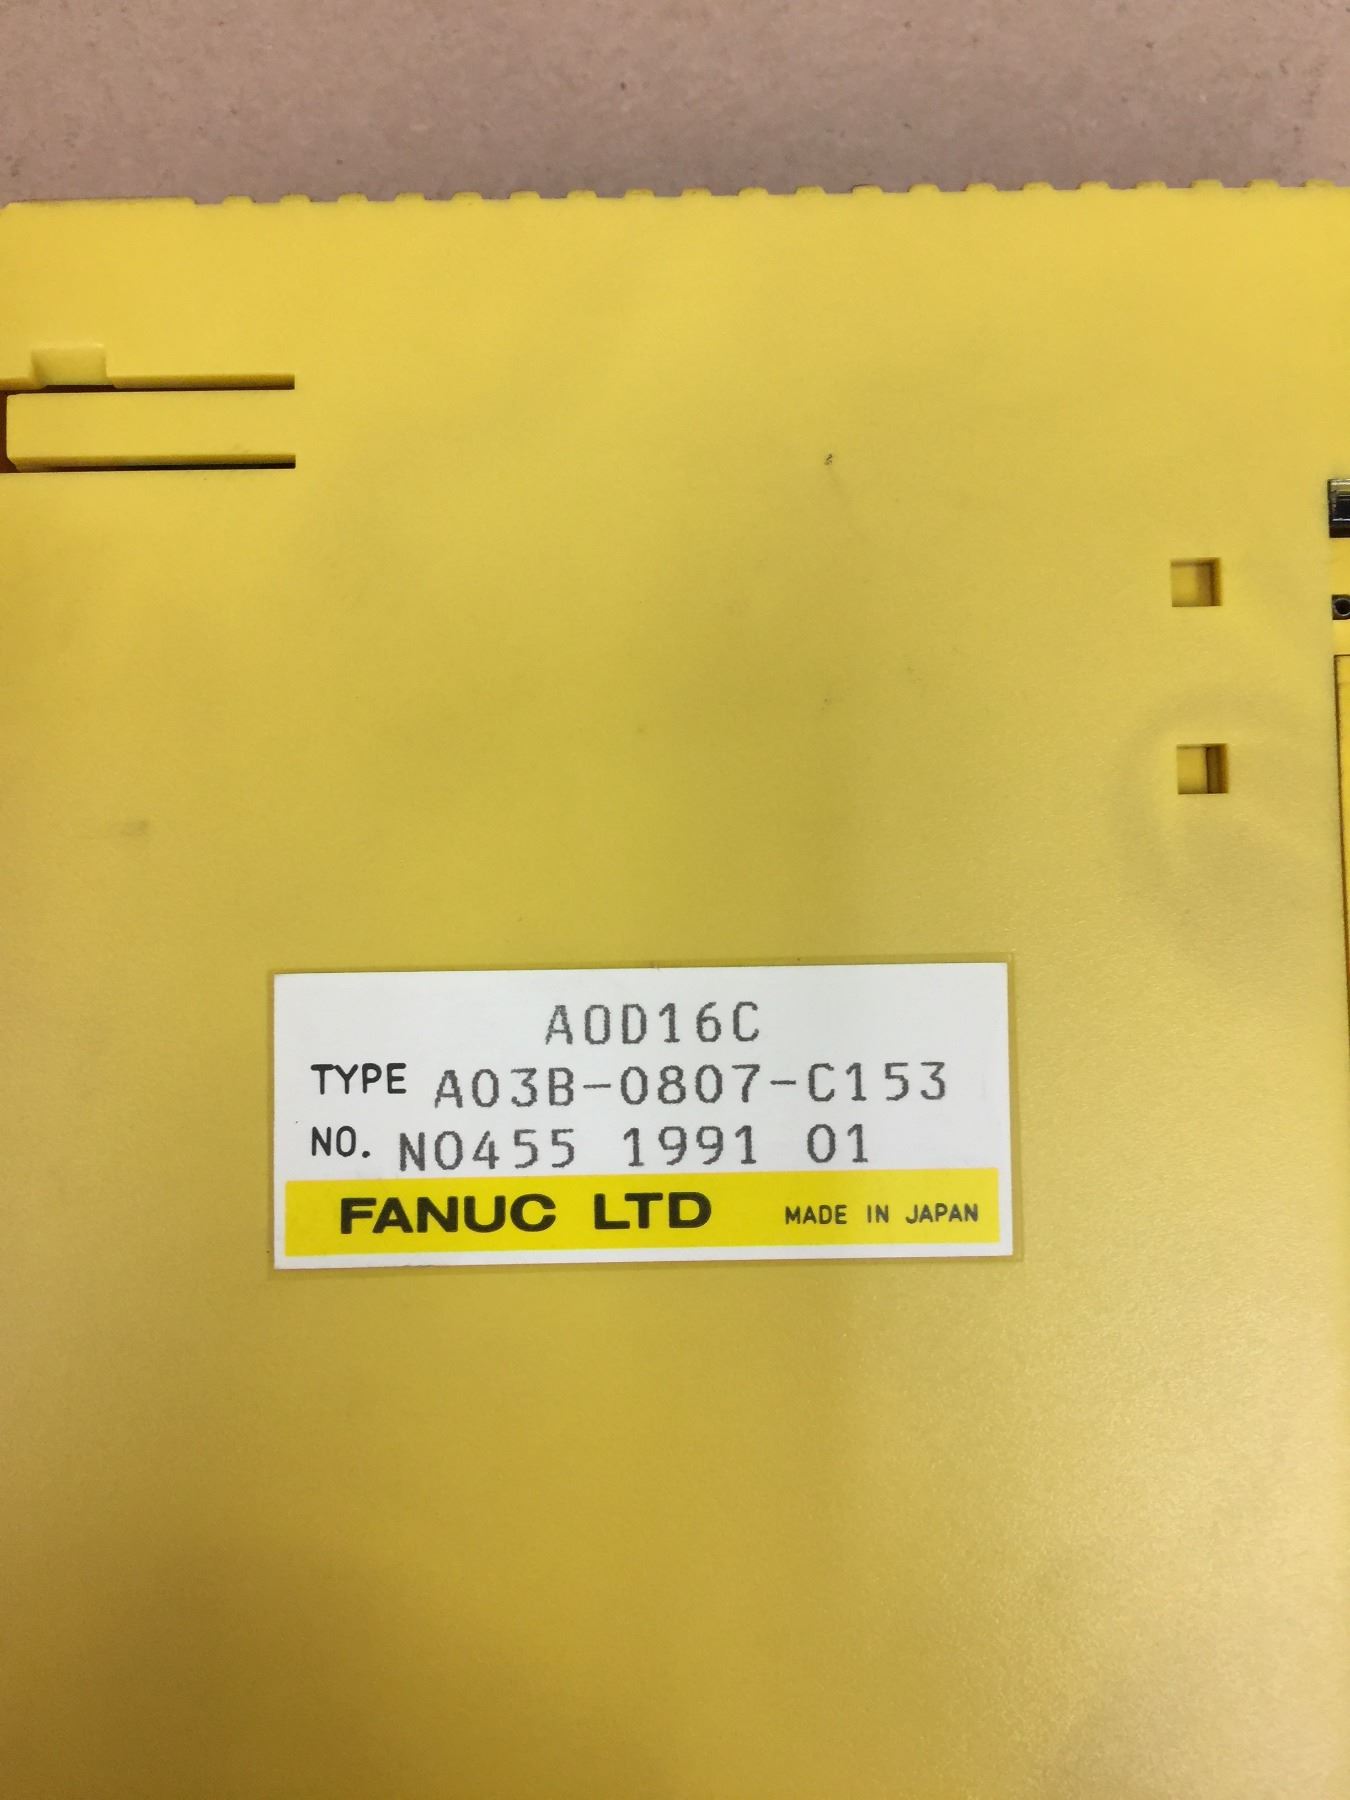 AOD16C
TYPE A03B-0807-C153
NO. N0455 1991 01
FANUC LTD MADE IN JAPAN